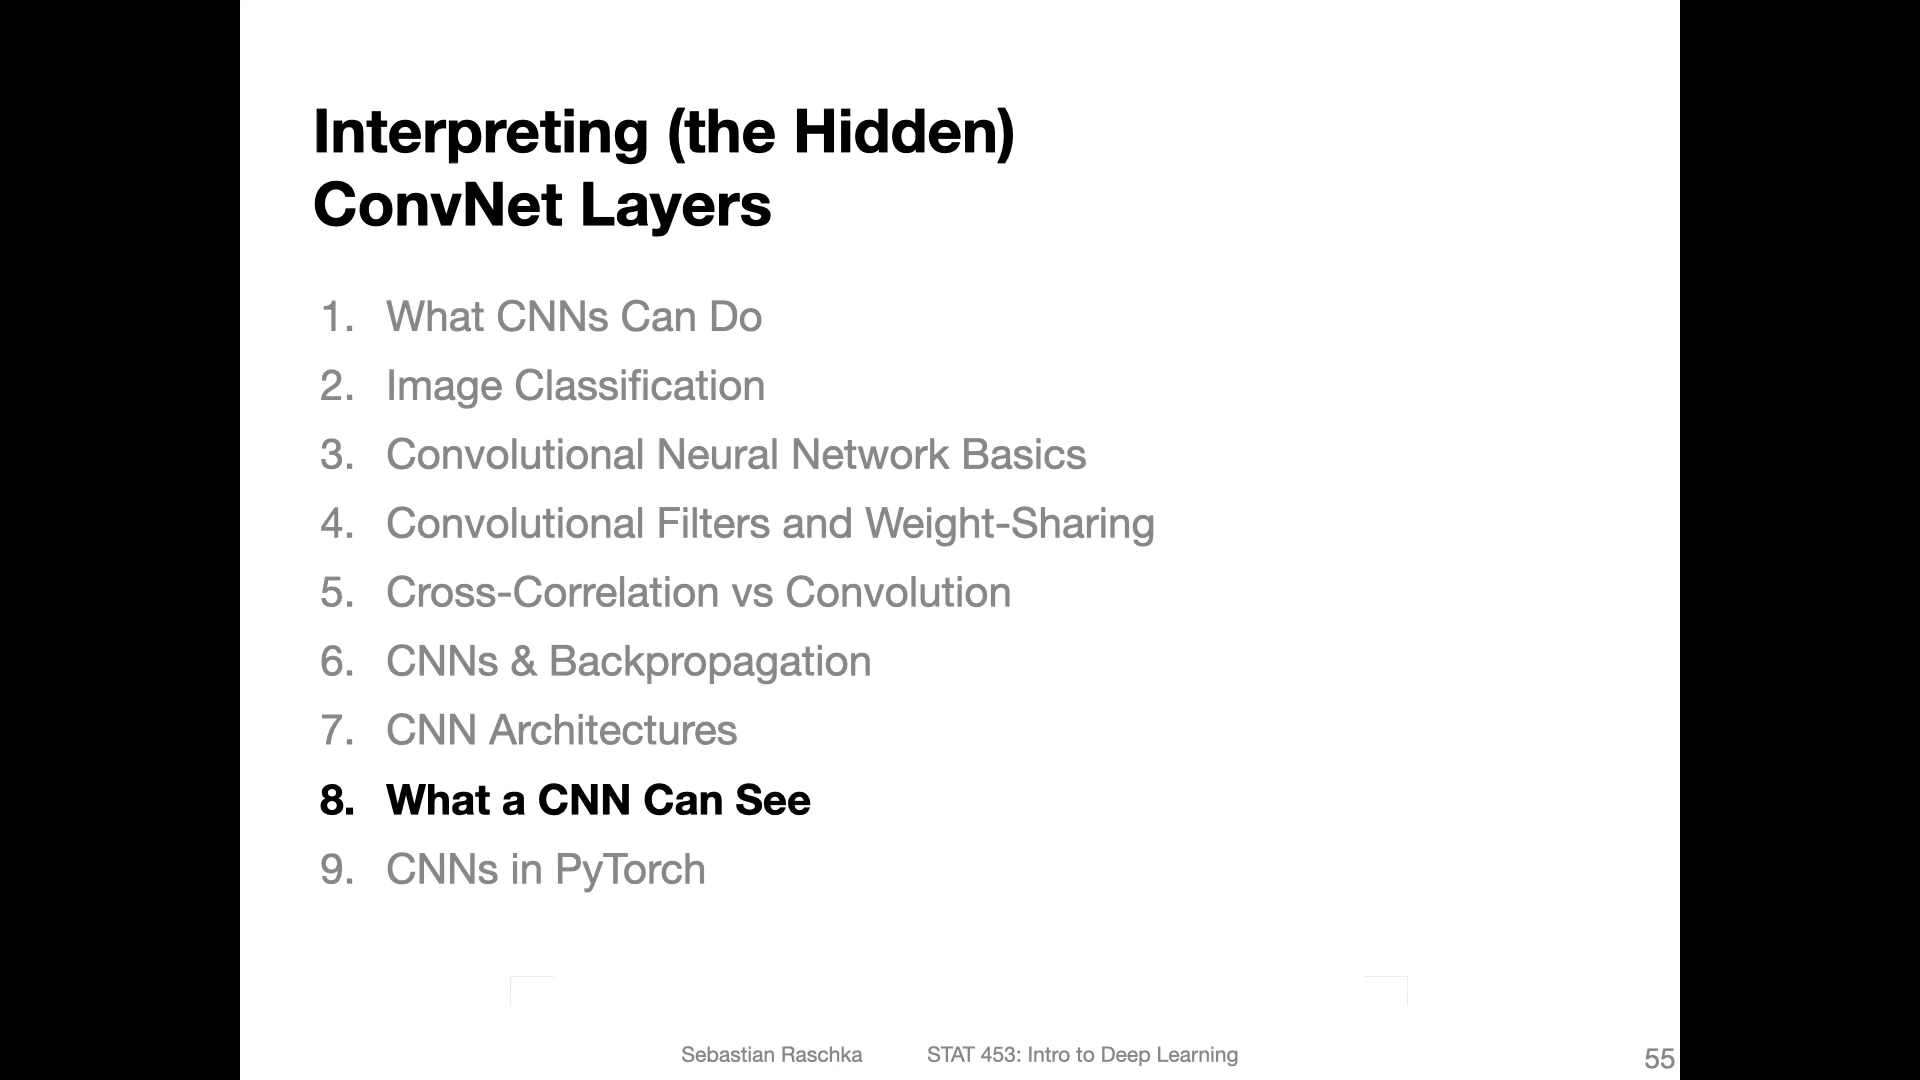 Interpreting (the Hidden)
ConvNet Layers
1. What CNNs Can Do
2. Image Classification
3. Convolutional Neural Network Basics
4. Convolutional Filters and Weight-Sharing
5. Cross-Correlation vs Convolution
6. CNNs & Backpropagation
7. CNN Architectures
8. What a CNN Can See
9. CNNs in PyTorch
Sebastian Raschka STAT 453: Intro to Deep Learning 55